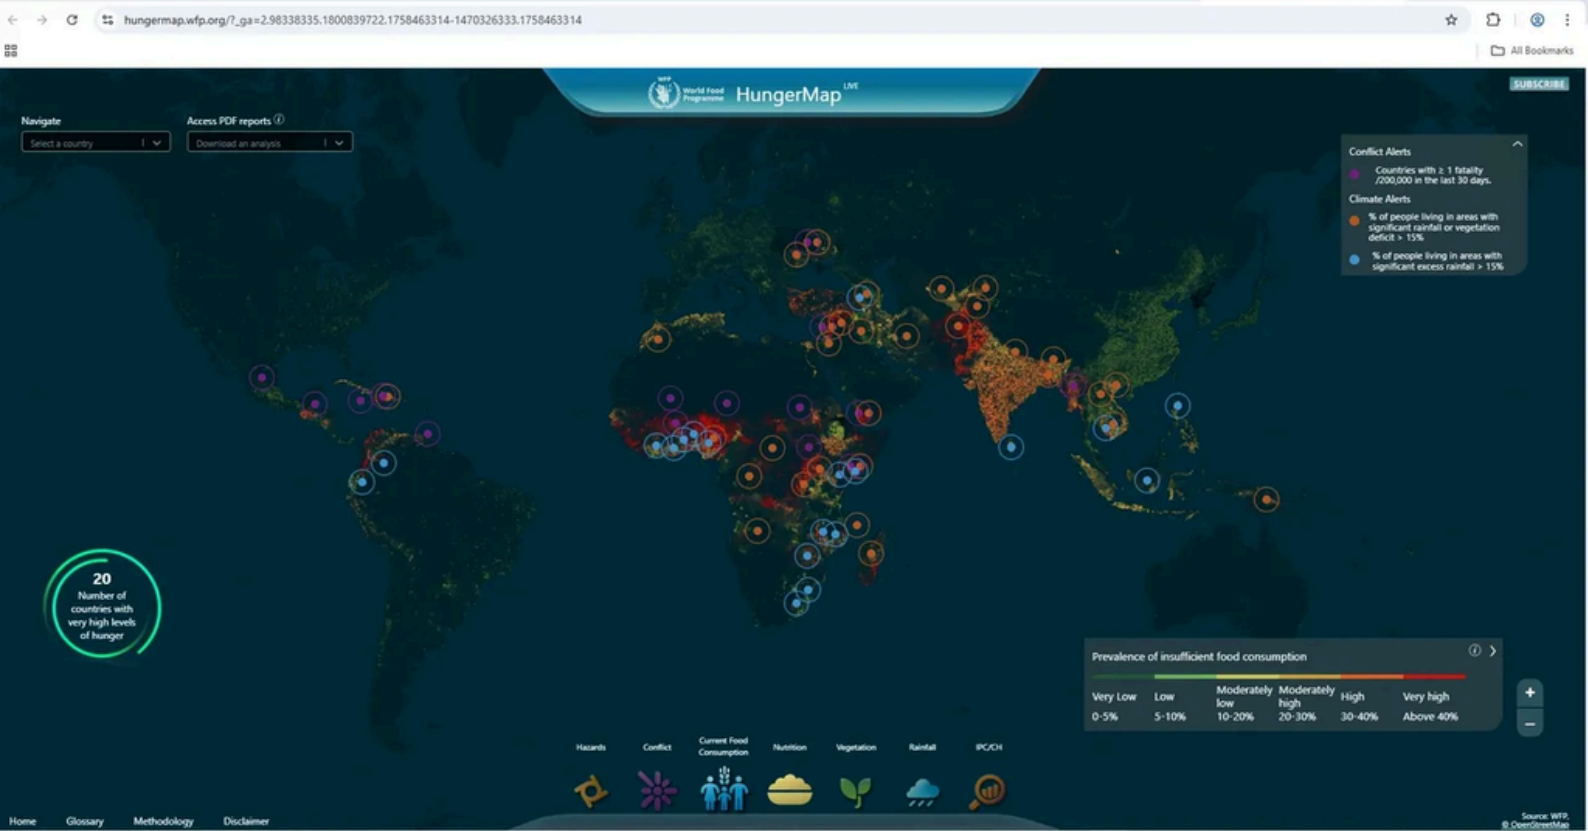 hungermap.wfp.org/?_ga=2.98338335.1800839722.1758463314-1470326333.1758463314
All Bookmarks
WFP
World Food
Programme
HungerMap LIVE
SUBSCRIBE
Navigate
Select a country
Access PDF reports
Download an analysis
Conflict Alerts
Countries with ≥ 1 fatality
/200,000 in the last 30 days.
Climate Alerts
% of people living in areas with
significant rainfall or vegetation
deficit > 15%
% of people living in areas with
significant excess rainfall > 15%
20
Number of
countries with
very high levels
of hunger
Prevalence of insufficient food consumption
Very Low
0-5%
Low
5-10%
Moderately
low
10-20%
Moderately
high
20-30%
High
30-40%
Very high
Above 40%
Hazards
Conflict
Current Food
Consumption
Nutrition
Vegetation
Rainfall
IPC/CH
Home
Glossary
Methodology
Disclaimer
Source: WFP,
© OpenStreetMap